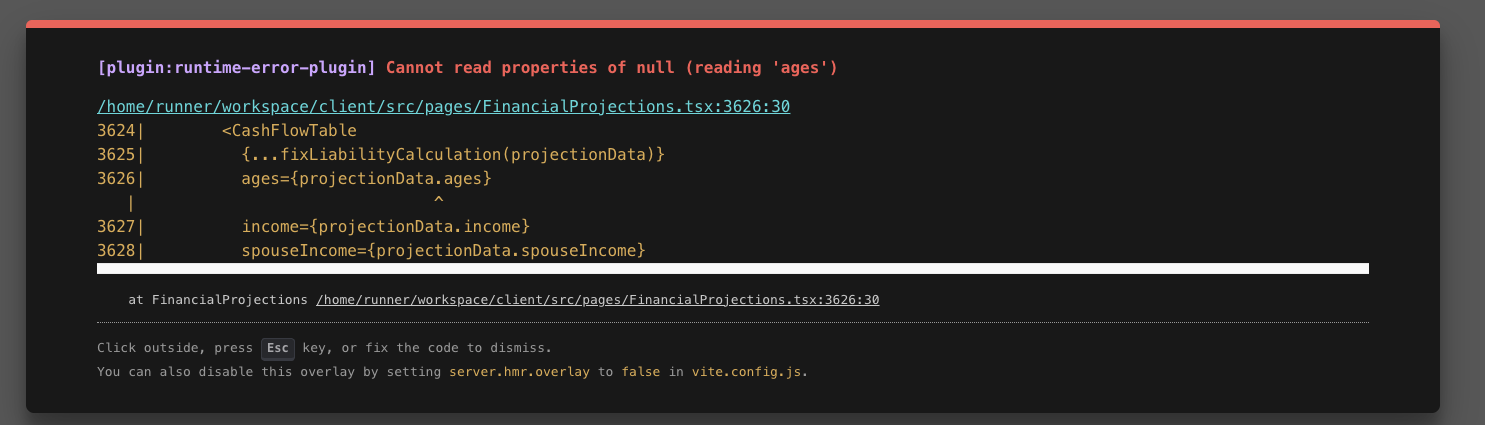 [plugin:runtime-error-plugin] Cannot read properties of null (reading 'ages')
/home/runner/workspace/client/src/pages/FinancialProjections.tsx:3626:30
3624|        <CashFlowTable
3625|          {...fixLiabilityCalculation(projectionData)}
3626|          ages={projectionData.ages}
   |                               ^
3627|          income={projectionData.income}
3628|          spouseIncome={projectionData.spouseIncome}
at FinancialProjections /home/runner/workspace/client/src/pages/FinancialProjections.tsx:3626:30
Click outside, press Esc key, or fix the code to dismiss.
You can also disable this overlay by setting server.hmr.overlay to false in vite.config.js.